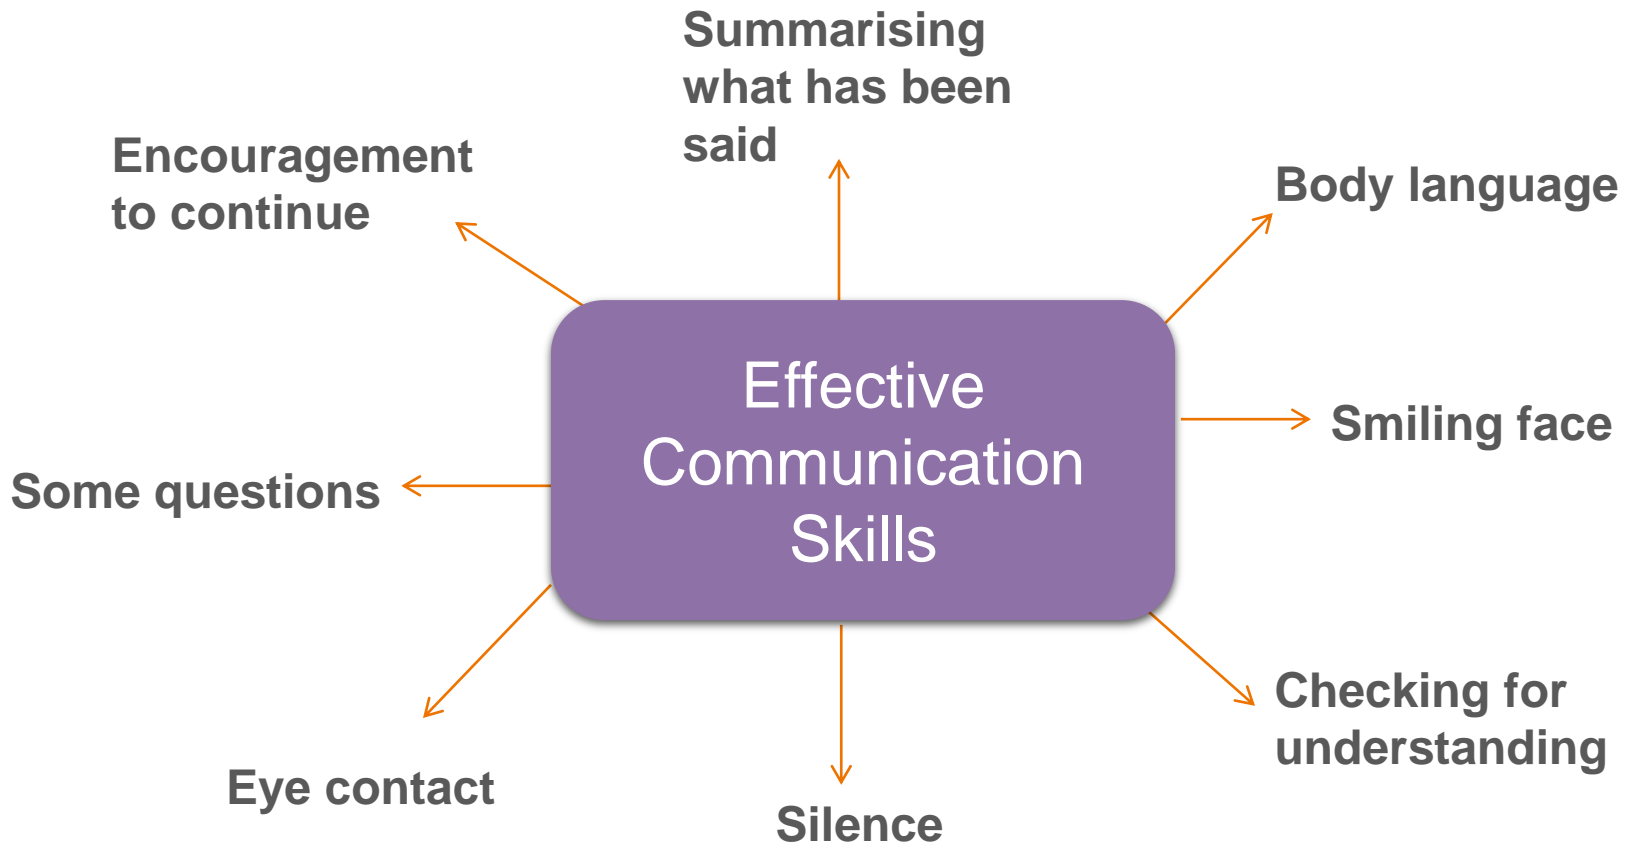 Summarising
what has been
said
Encouragement
to continue
Body language
Effective
Communication
Skills
Smiling face
Some questions
Checking for
understanding
Eye contact
Silence